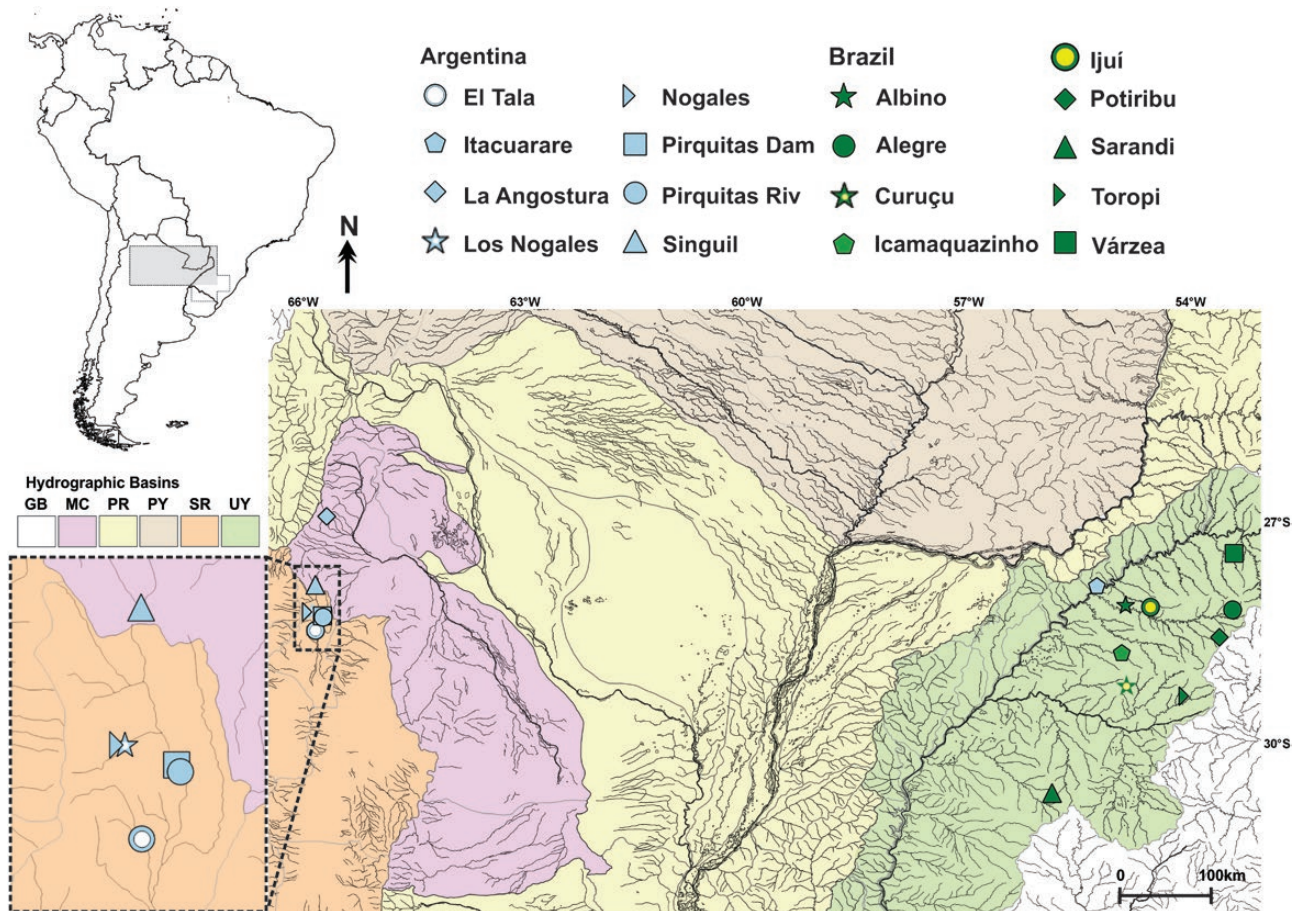 Argentina
El Tala
Itacuarare
La Angostura
Los Nogales
Nogales
Pirquitas Dam
Pirquitas Riv
Singuil
Brazil
Albino
Alegre
Curuçu
Icamaquazinho
Ijuí
Potiribu
Sarandi
Toropi
Várzea
N
66°W 63°W 60°W 57°W 54°W
27°S
30°S
Hydrographic Basins
GB MC PR PY SR UY
0 100km